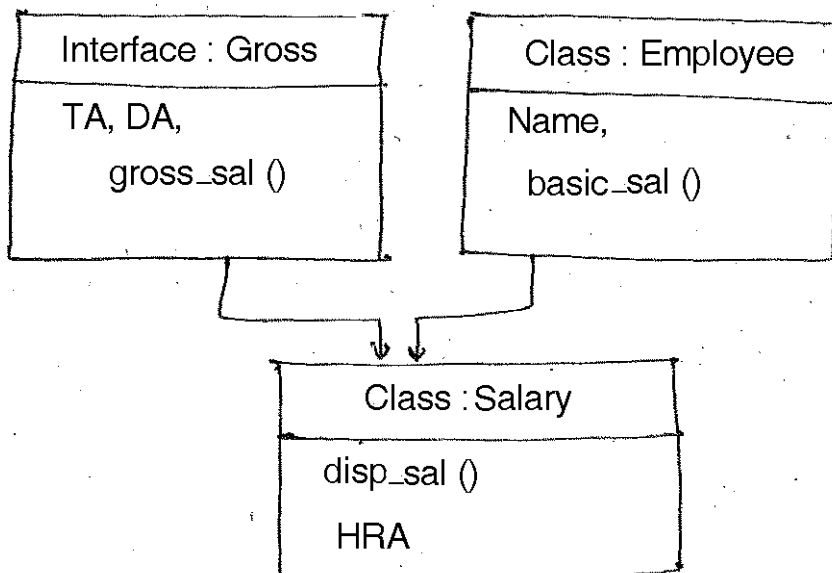 Interface : Gross
TA, DA,
gross_sal ()
Class : Employee
Name,
basic_sal ()
Class : Salary
disp_sal ()
HRA